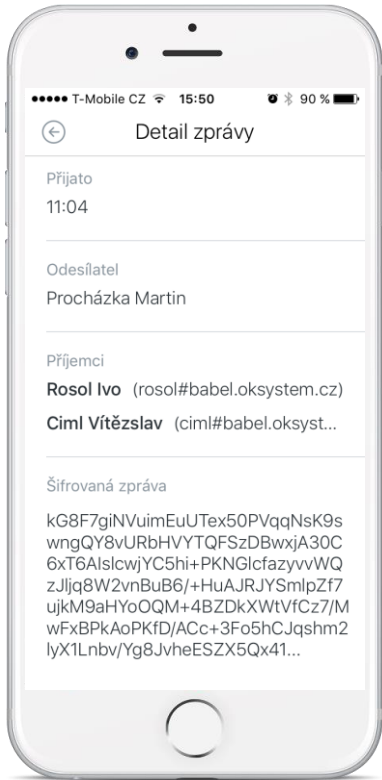 T-Mobile CZ 15:50 90 %
Detail zprávy
Přijato
11:04
Odesílatel
Procházka Martin
Příjemci
Rosol Ivo (rosol#babel.oksystem.cz)
Ciml Vítězslav (ciml#babel.oksyst...
Šifrovaná zpráva
kG8F7giNVuimEuUTex50PVqqNsK9s
wngQY8vURbHVYTQFSzDBwxjA30C
6xT6AIslcwjYC5hi+PKNGlcfazyvvWQ
zJljq8W2vnBuB6/+HuAJRJYSmlpZf7
ujkM9aHYoOQM+4BZDkXWtVfCz7/M
wFxBPkAoPKfD/ACc+3Fo5hCJqshm2
lyX1Lnbv/Yg8JvheESZX5Qx41...